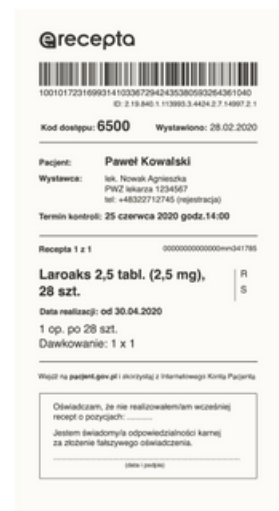 erecepta
10010172316993141033672942435380593264361040
ID: 2.19.840.1.113993.3.4424.2.7.14997.2.1
Kod dostępu: 6500 Wystawiono: 28.02.2020
Pacjent: Paweł Kowalski
Wystawca: lek. Nowak Agnieszka
PWZ lekarza 1234567
tel: +48322712745 (rejestracja)
Termin kontroli: 25 czerwca 2020 godz.14:00
Recepta 1 z 1 00000000000000mm341785
Laroaks 2,5 tabl. (2,5 mg), R
28 szt. S
Data realizacji: od 30.04.2020
1 op. po 28 szt.
Dawkowanie: 1 x 1
Wejdź na pacjent.gov.pl i skorzystaj z Internetowego Konta Pacjenta
Oświadczam, że nie realizowałem/am wcześniej
recept o pozycjach: ..........
Jestem świadomy/a odpowiedzialności karnej
za złożenie fałszywego oświadczenia.
(data i podpis)